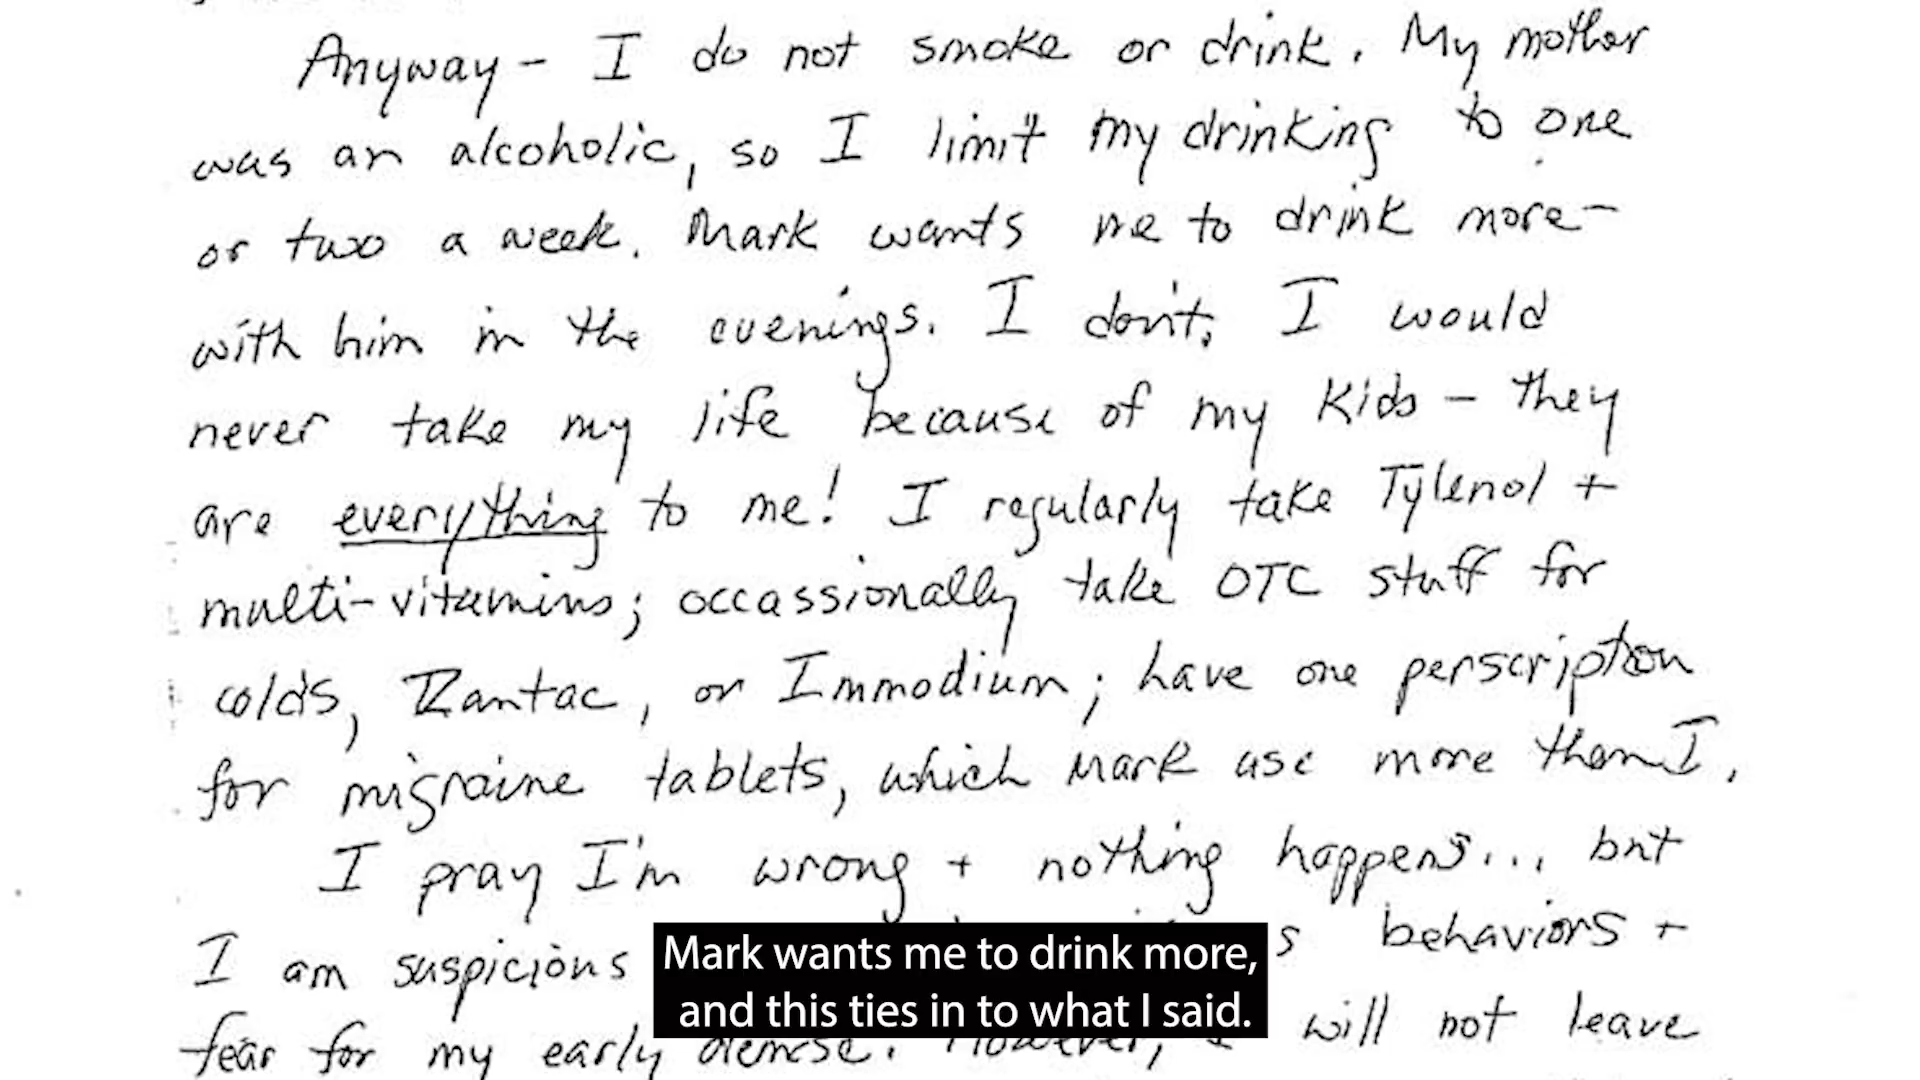 Anyway - I do not smoke or drink. My mother
was an alcoholic, so I limit my drinking to one
or two a week. Mark wants me to drink more-
with him in the evenings. I don't. I would
never take my life because of my kids - they
are everything to me! I regularly take Tylenol +
multi-vitamins; occassionally take OTC stuff for
colds, Zantac, or Immodium; have one perscription
for migraine tablets, which Mark use more than I.
I pray I'm wrong + nothing happens... but
I am suspicious behaviors +
fear for my early demise. However, I will not leave
Mark wants me to drink more,
and this ties in to what I said.